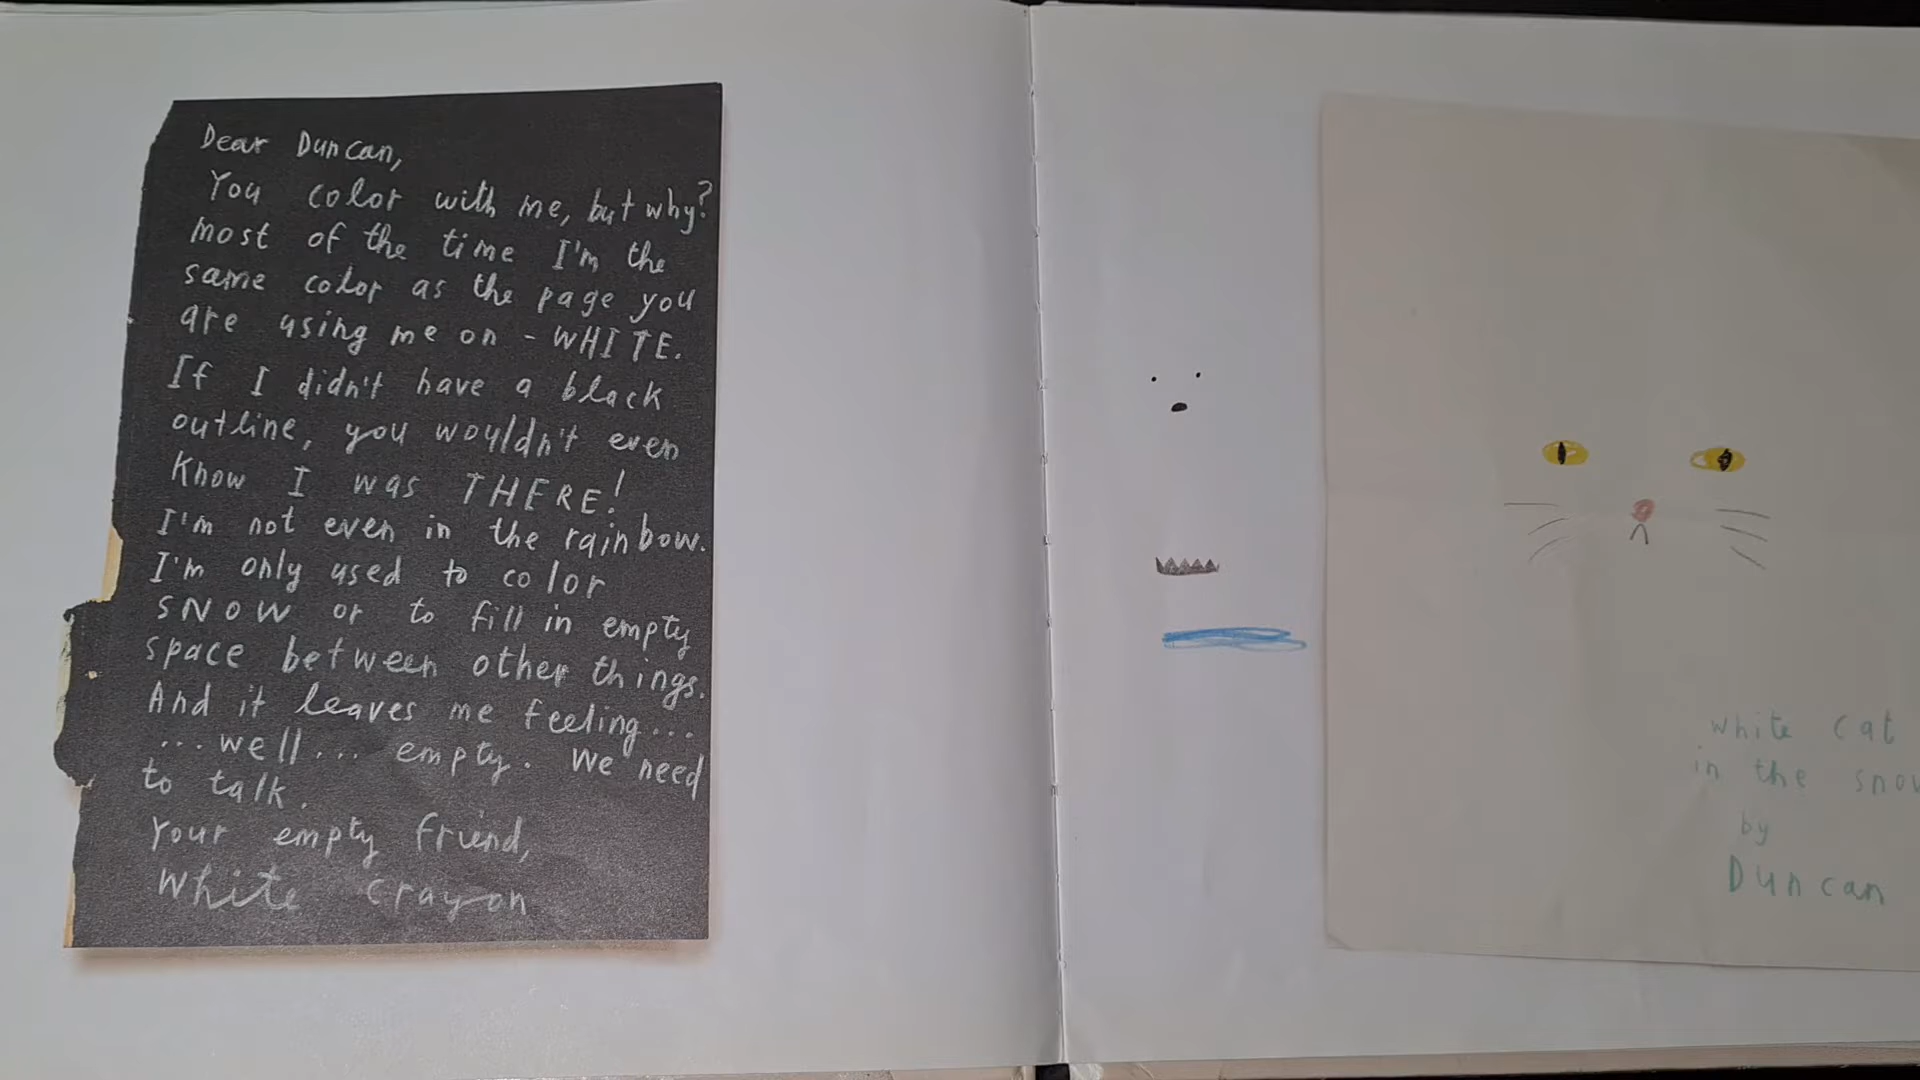 Dear Duncan,
You color with me, but why?
most of the time I'm the
same color as the page you
are using me on - WHITE.
If I didn't have a black
outline, you wouldn't even
know I was THERE!
I'm not even in the rainbow.
I'm only used to color
SNOW or to fill in empty
space between other things.
And it leaves me feeling...
...well... empty. We need
to talk.
Your empty friend,
White crayon
white cat
in the snow
by
Duncan